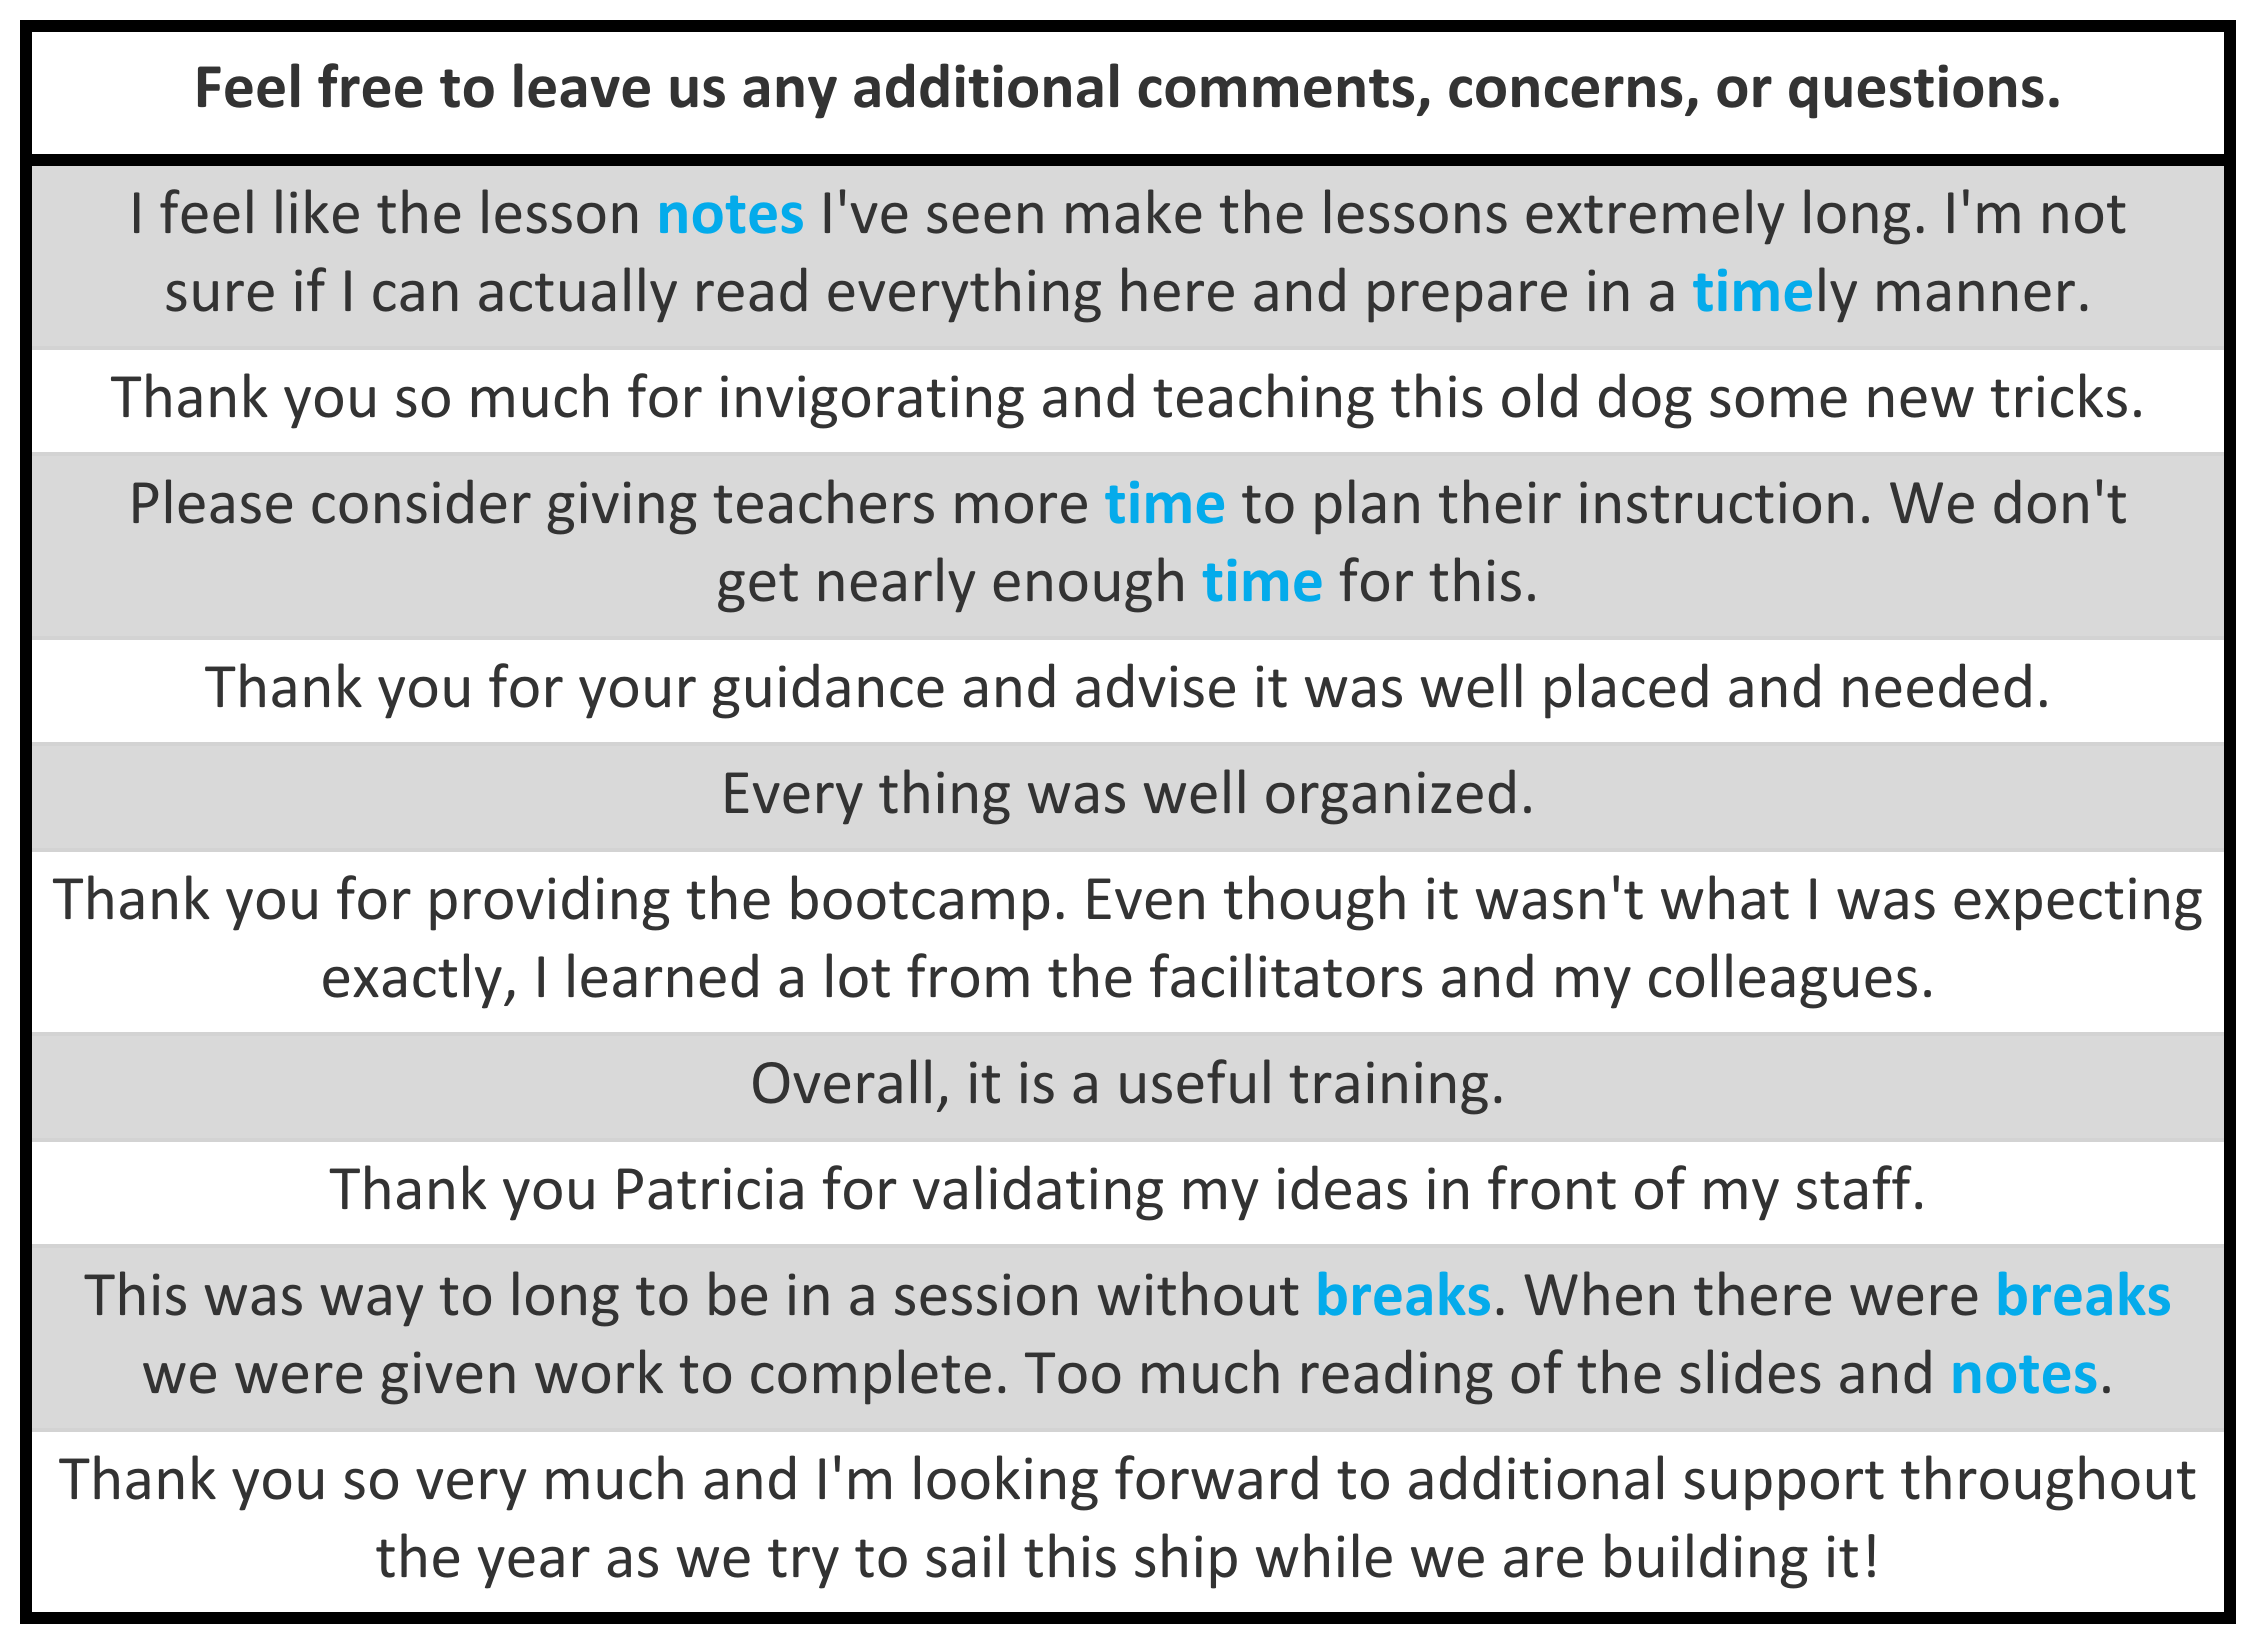 Feel free to leave us any additional comments, concerns, or questions.
I feel like the lesson notes I've seen make the lessons extremely long. I'm not
sure if I can actually read everything here and prepare in a timely manner.
Thank you so much for invigorating and teaching this old dog some new tricks.
Please consider giving teachers more time to plan their instruction. We don't
get nearly enough time for this.
Thank you for your guidance and advise it was well placed and needed.
Every thing was well organized.
Thank you for providing the bootcamp. Even though it wasn't what I was expecting
exactly, I learned a lot from the facilitators and my colleagues.
Overall, it is a useful training.
Thank you Patricia for validating my ideas in front of my staff.
This was way to long to be in a session without breaks. When there were breaks
we were given work to complete. Too much reading of the slides and notes.
Thank you so very much and I'm looking forward to additional support throughout
the year as we try to sail this ship while we are building it!